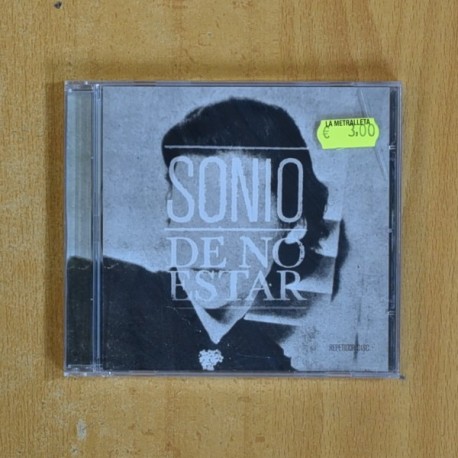 LA METRALLETA
€ 3,00
SONIO
DE NO
ESTAR